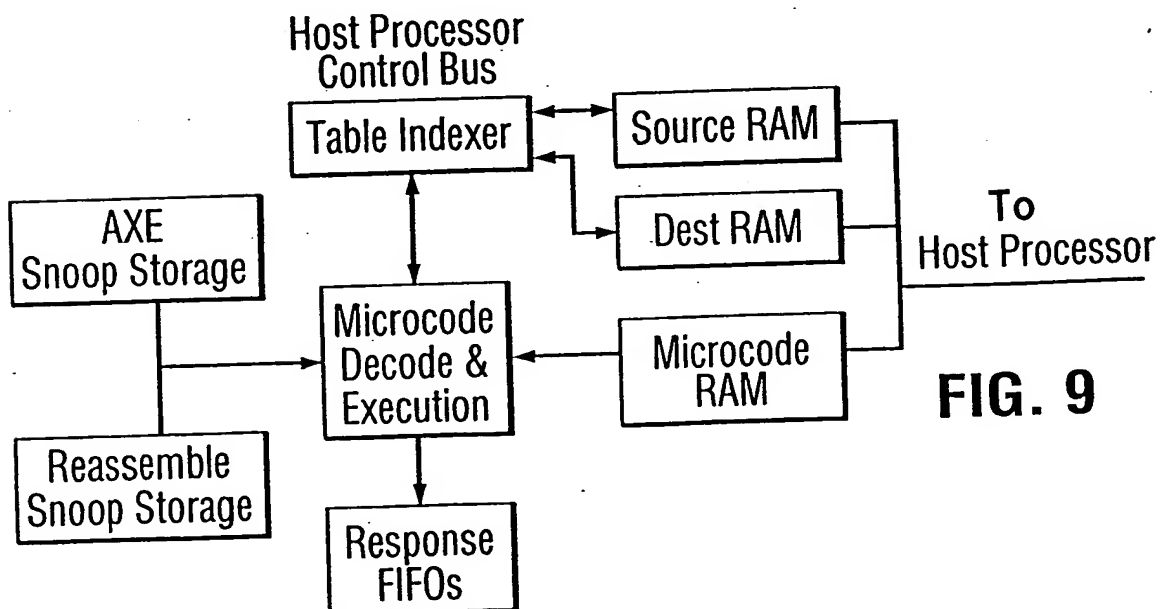 Host Processor
Control Bus
Table Indexer
Source RAM
AXE
Snoop Storage
Dest RAM
To
Host Processor
Microcode
Decode &
Execution
Microcode
RAM
FIG. 9
Reassemble
Snoop Storage
Response
FIFOs